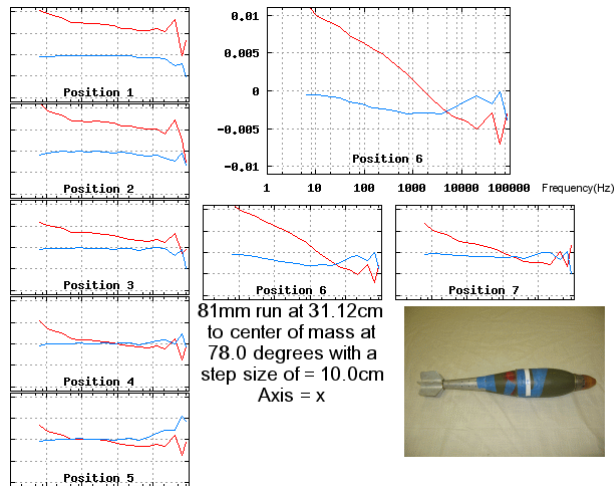 Position 1
Position 2
Position 3
Position 4
Position 5
0.01
0.005
0
-0.005
-0.01
Position 6
1 10 100 1000 10000 100000 Frequency(Hz)
Position 6
Position 7
81mm run at 31.12cm
to center of mass at
78.0 degrees with a
step size of = 10.0cm
Axis = x